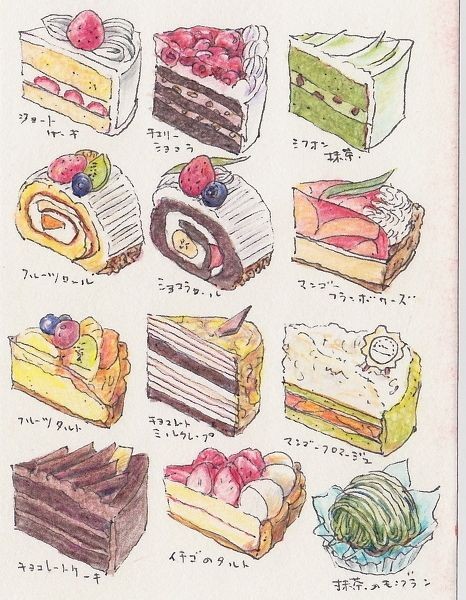 ショート
ケーキ
チェリー
ショコラ
シフォン
抹茶.
フルーツロール
ショコラロール
マンゴー
フランボワーズ
フルーツタルト
チョコレート
ミルクレープ
マンゴーフロマージュ
チョコレートケーキ
イチゴのタルト
抹茶.のモンブラン